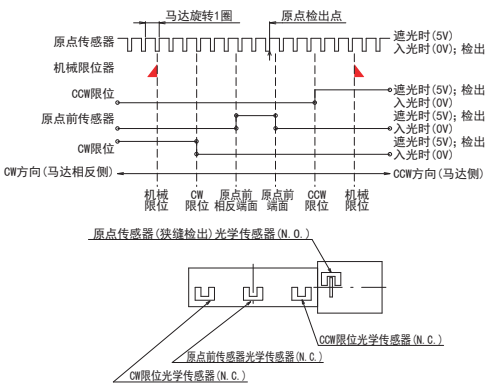 马达旋转1圈
原点检出点
原点传感器
遮光时(5V)
入光时(0V); 检出
机械限位器
CCW限位
遮光时(5V); 检出
入光时(0V)
原点前传感器
遮光时(5V); 检出
入光时(0V)
CW限位
遮光时(5V); 检出
入光时(0V)
CW方向(马达相反侧)
CCW方向(马达侧)
机械
限位
CW
限位
原点前
相反端面
原点前
端面
CCW
限位
机械
限位
原点传感器(狭缝检出)光学传感器(N.O.)
CCW限位光学传感器(N.C.)
原点前传感器光学传感器(N.C.)
CW限位光学传感器(N.C.)